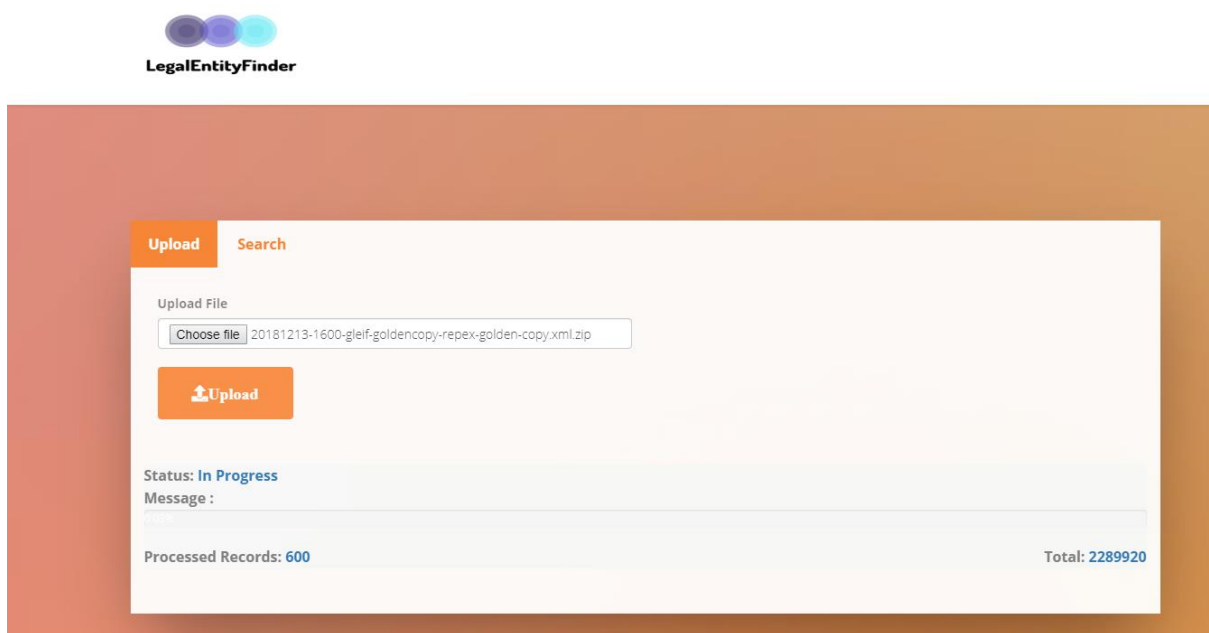 LegalEntityFinder
Upload Search
Upload File
Choose file 20181213-1600-gleif-goldencopy-repex-golden-copy.xml.zip
Upload
Status: In Progress
Message :
Processed Records: 600 Total: 2289920